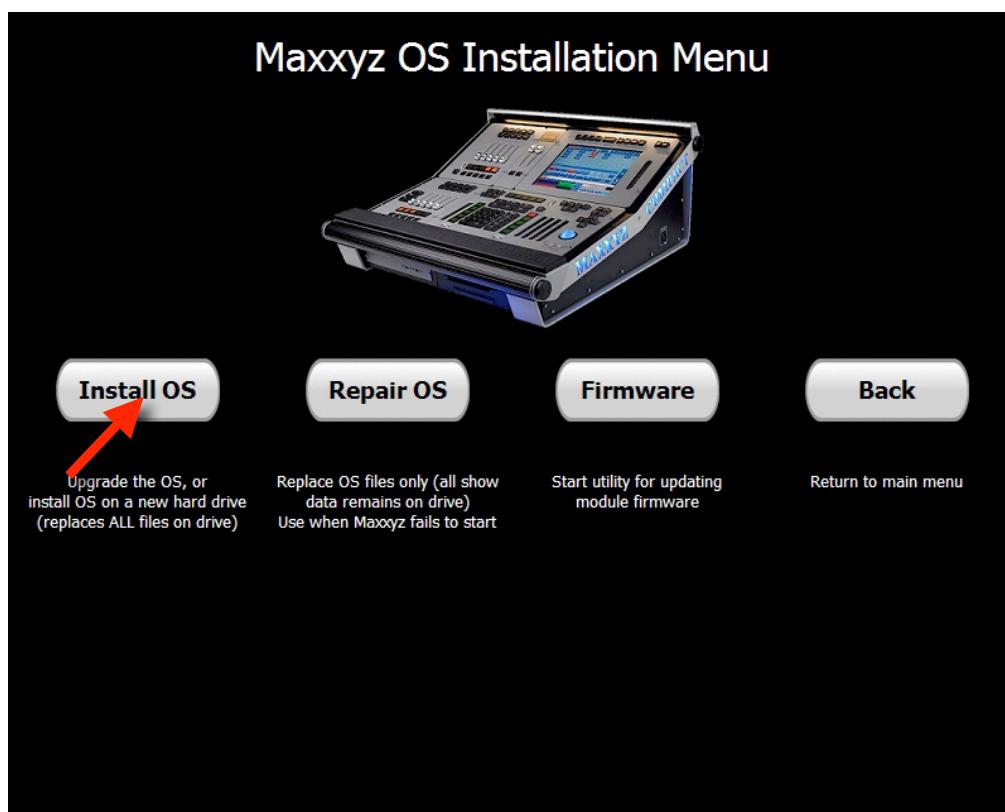 Maxxyz OS Installation Menu
MAXXYZ
COMPACT
Install OS
Repair OS
Firmware
Back
Upgrade the OS, or
install OS on a new hard drive
(replaces ALL files on drive)
Replace OS files only (all show
data remains on drive)
Use when Maxxyz fails to start
Start utility for updating
module firmware
Return to main menu